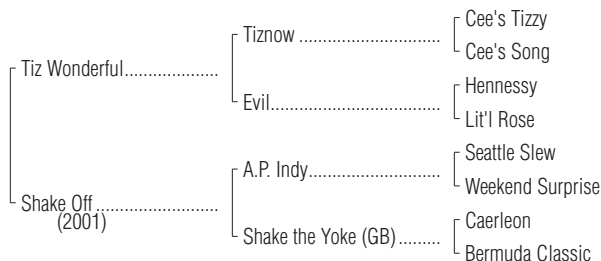 Cee's Tizzy
Tiznow
Cee's Song
Tiz Wonderful
Hennessy
Evil
Lit'l Rose
Seattle Slew
A.P. Indy
Weekend Surprise
Shake Off
(2001)
Caerleon
Shake the Yoke (GB)
Bermuda Classic